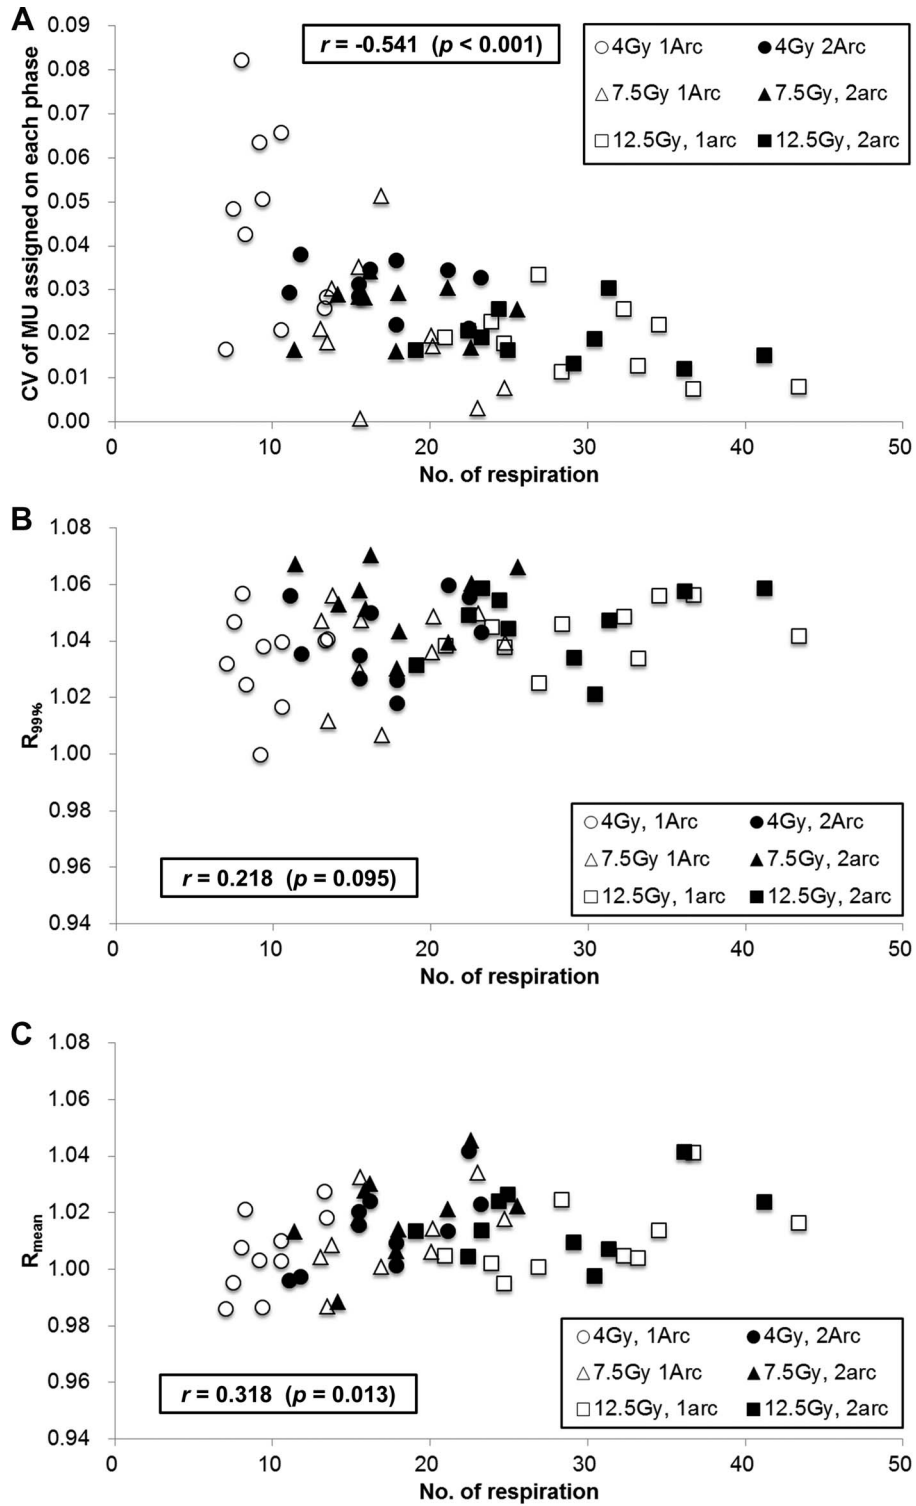 A
CV of MU assigned on each phase
0.09
0.08
0.07
0.06
0.05
0.04
0.03
0.02
0.01
0.00
r = -0.541 (p < 0.001)
4Gy 1Arc
4Gy 2Arc
7.5Gy 1Arc
7.5Gy, 2arc
12.5Gy, 1arc
12.5Gy, 2arc
0 10 20 30 40 50
No. of respiration
B
R99%
1.08
1.06
1.04
1.02
1.00
0.98
0.96
0.94
4Gy, 1Arc
4Gy, 2Arc
7.5Gy 1Arc
7.5Gy, 2arc
12.5Gy, 1arc
12.5Gy, 2arc
r = 0.218 (p = 0.095)
0 10 20 30 40 50
No. of respiration
C
Rmean
1.08
1.06
1.04
1.02
1.00
0.98
0.96
0.94
4Gy, 1Arc
4Gy, 2Arc
7.5Gy 1Arc
7.5Gy, 2arc
12.5Gy, 1arc
12.5Gy, 2arc
r = 0.318 (p = 0.013)
0 10 20 30 40 50
No. of respiration